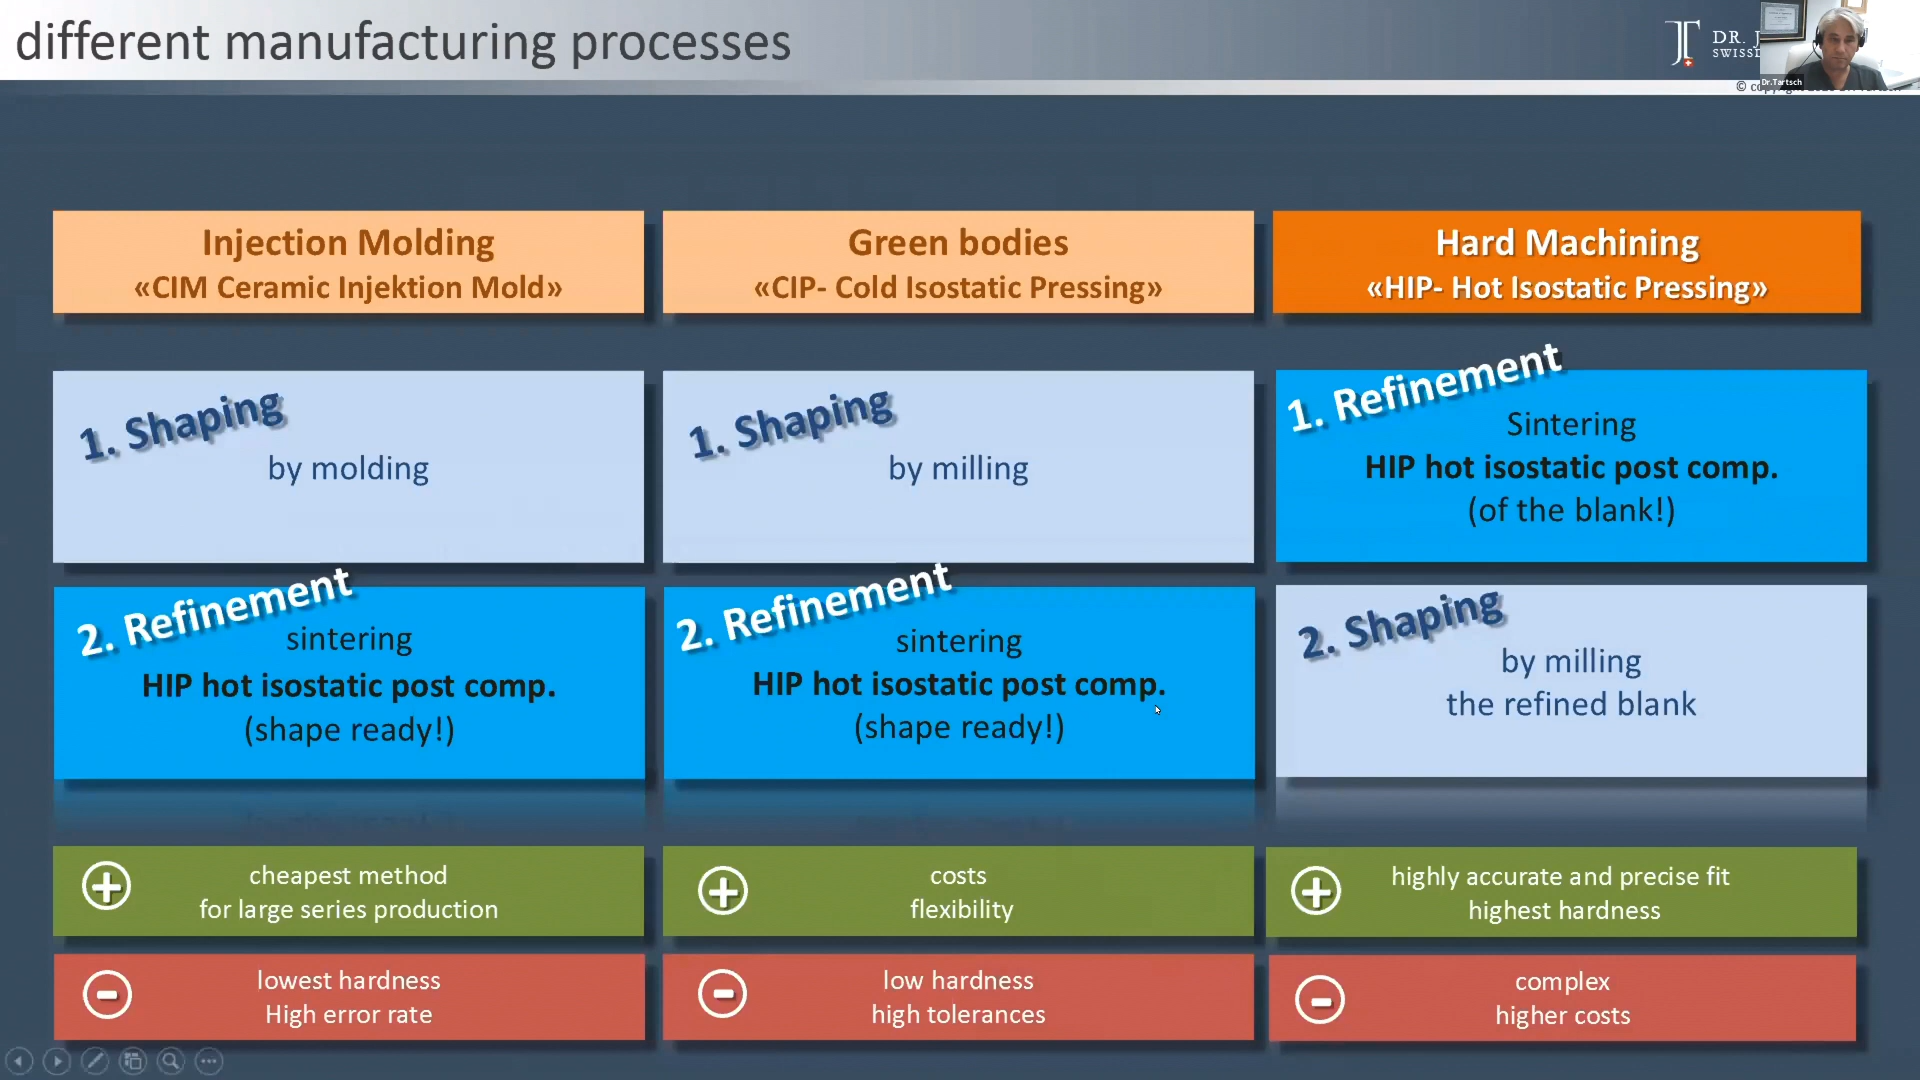 different manufacturing processes
DR. J
SWISS
Dr.Tartsch
Injection Molding
«CIM Ceramic Injektion Mold»
Green bodies
«CIP- Cold Isostatic Pressing»
Hard Machining
«HIP- Hot Isostatic Pressing»
1. Shaping
by molding
1. Shaping
by milling
1. Refinement
Sintering
HIP hot isostatic post comp.
(of the blank!)
2. Refinement
sintering
HIP hot isostatic post comp.
(shape ready!)
2. Refinement
sintering
HIP hot isostatic post comp.
(shape ready!)
2. Shaping
by milling
the refined blank
cheapest method
for large series production
costs
flexibility
highly accurate and precise fit
highest hardness
lowest hardness
High error rate
low hardness
high tolerances
complex
higher costs